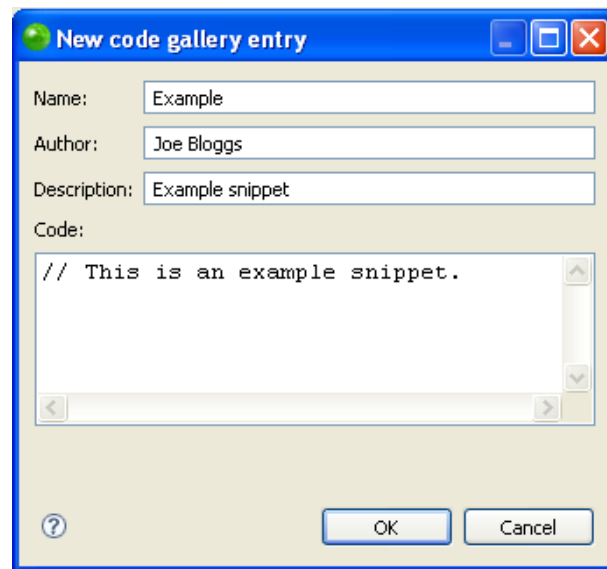 New code gallery entry
Name: Example
Author: Joe Bloggs
Description: Example snippet
Code:
// This is an example snippet.
? OK Cancel